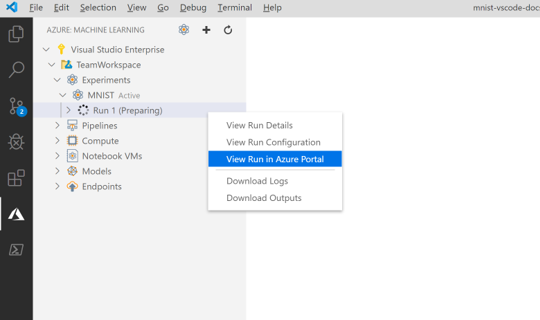 File Edit Selection View Go Debug Terminal Help
mnist-vscode-doc
AZURE: MACHINE LEARNING
Visual Studio Enterprise
TeamWorkspace
Experiments
MNIST Active
Run 1 (Preparing)
Pipelines
Compute
Notebook VMs
Models
Endpoints
2
View Run Details
View Run Configuration
View Run in Azure Portal
Download Logs
Download Outputs